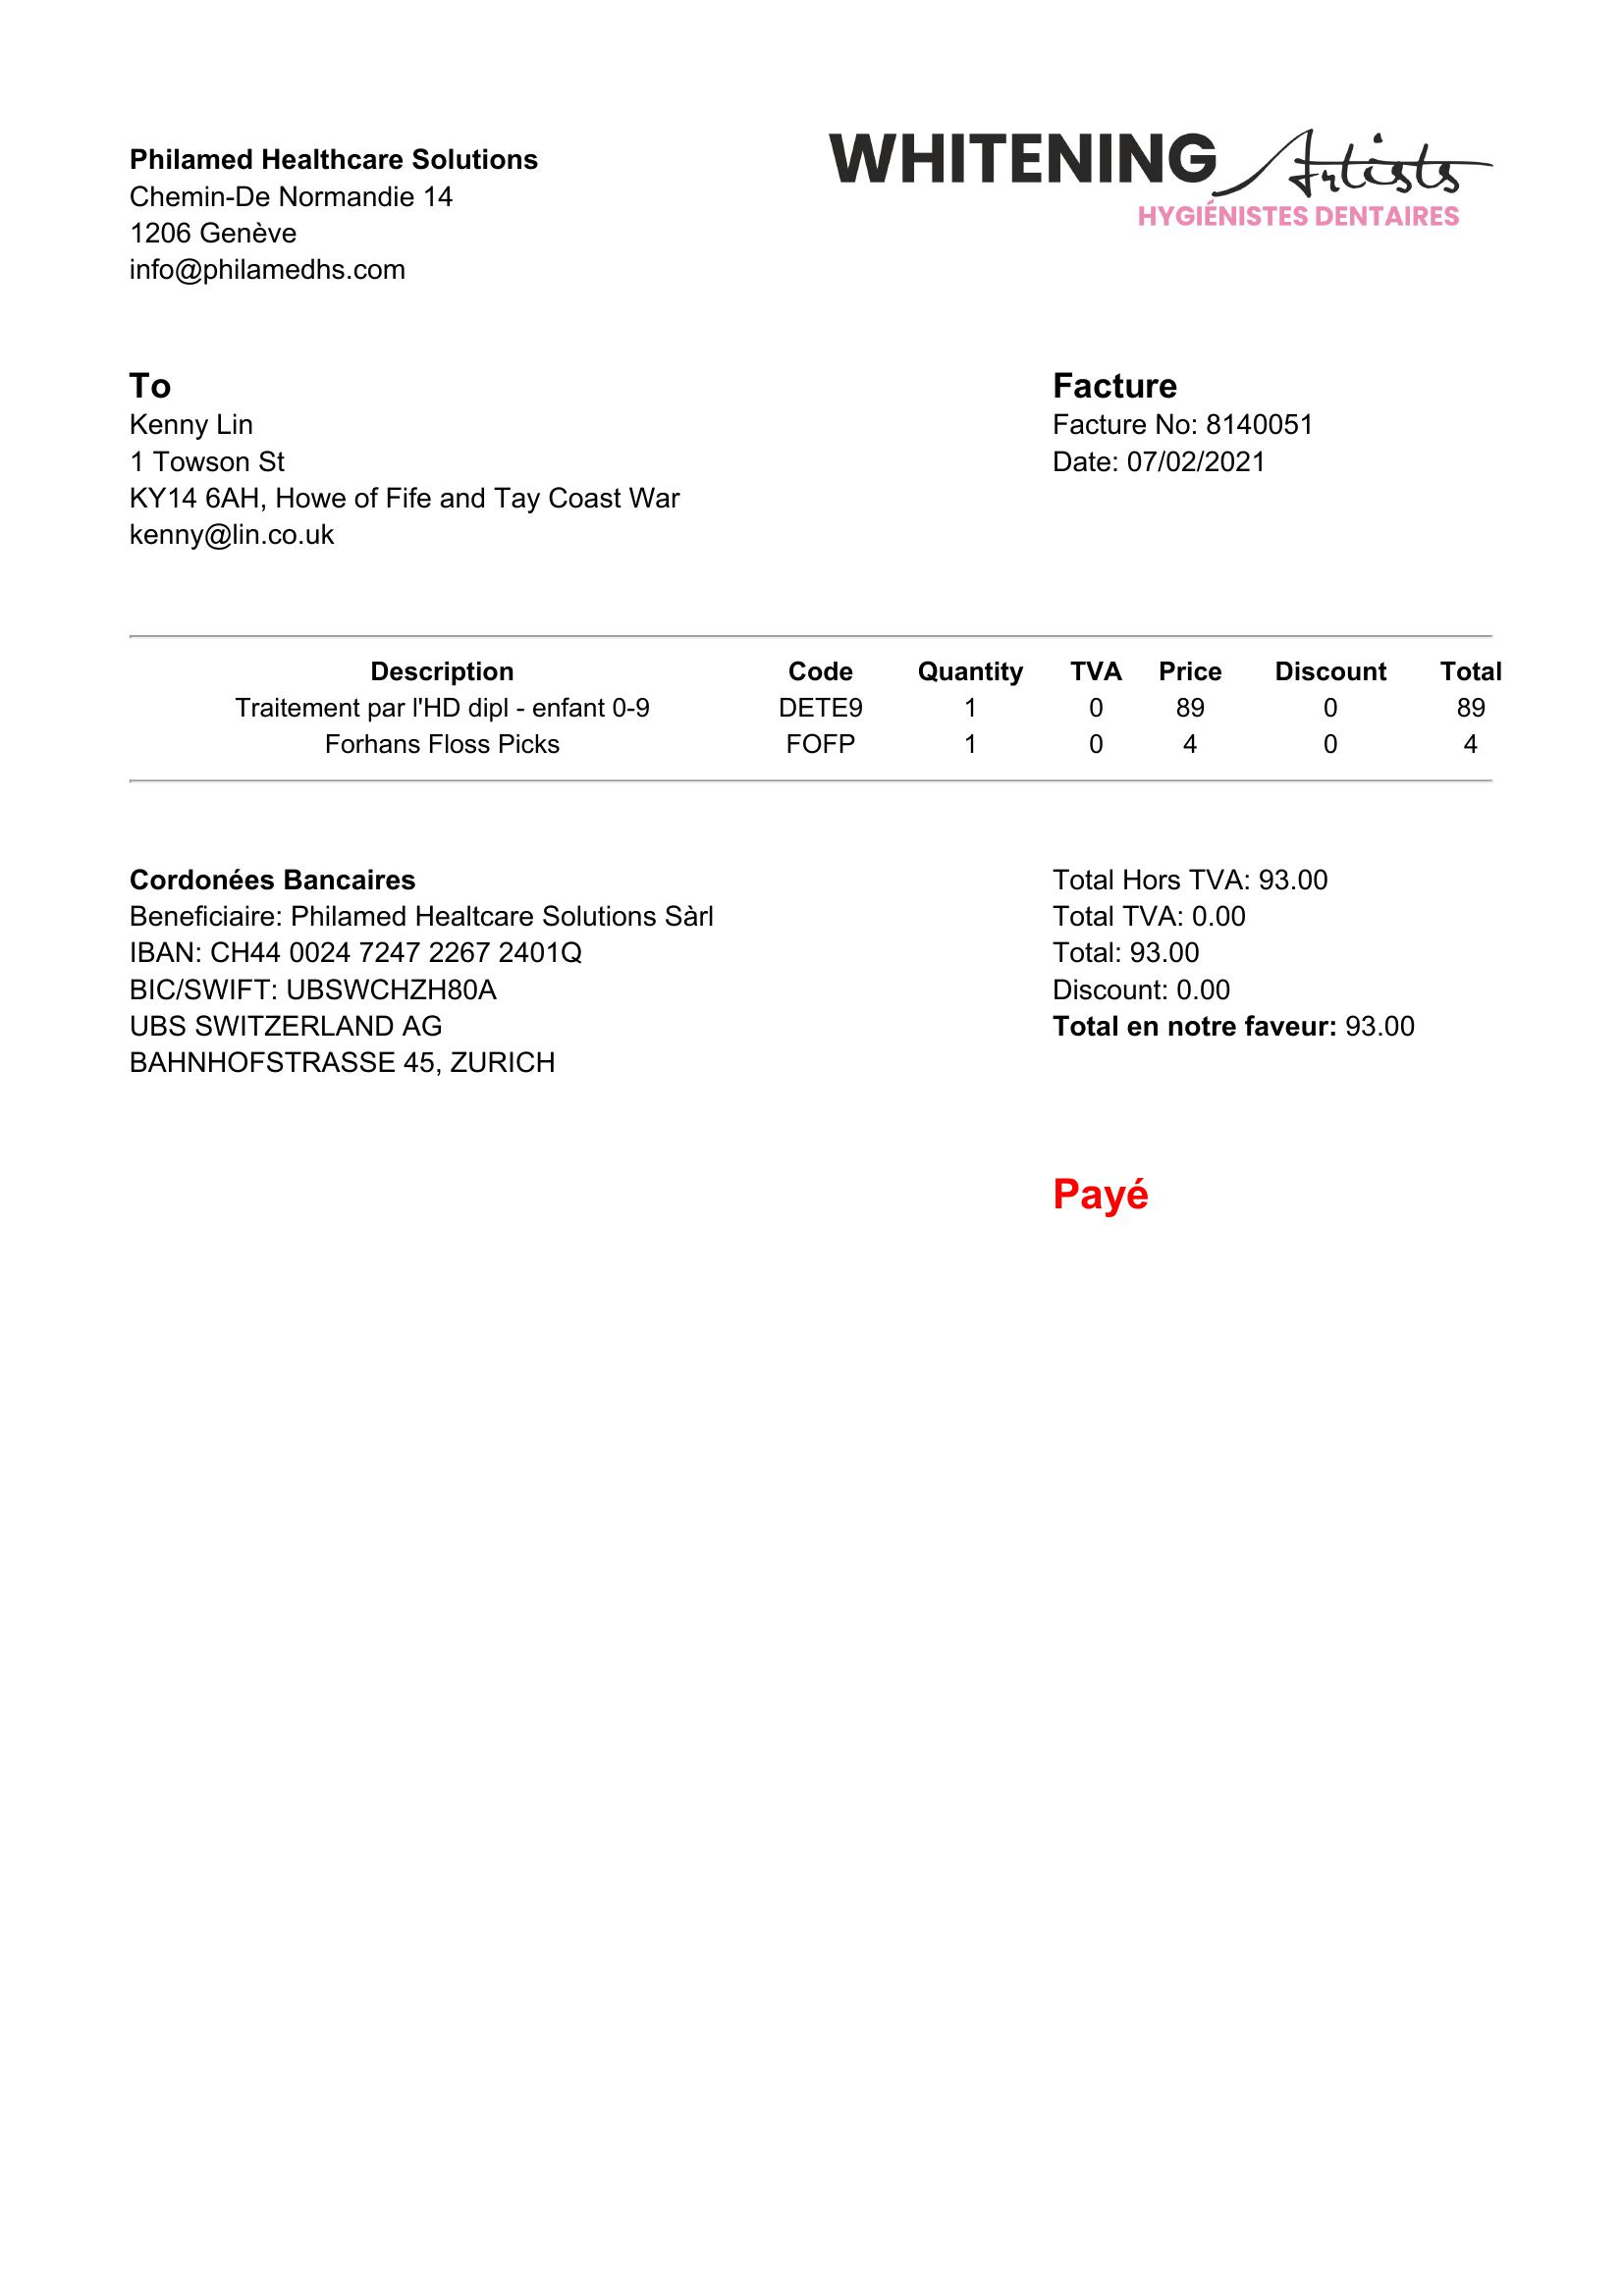 Philamed Healthcare Solutions
Chemin-De Normandie 14
1206 Genève
info@philamedhs.com
WHITENING Artists
HYGIÉNISTES DENTAIRES
To
Kenny Lin
1 Towson St
KY14 6AH, Howe of Fife and Tay Coast War
kenny@lin.co.uk
Facture
Facture No: 8140051
Date: 07/02/2021
Description Code Quantity TVA Price Discount Total
Traitement par l'HD dipl - enfant 0-9 DETE9 1 0 89 0 89
Forhans Floss Picks FOFP 1 0 4 0 4
Cordonées Bancaires
Beneficiaire: Philamed Healtcare Solutions Sàrl
IBAN: CH44 0024 7247 2267 2401Q
BIC/SWIFT: UBSWCHZH80A
UBS SWITZERLAND AG
BAHNHOFSTRASSE 45, ZURICH
Total Hors TVA: 93.00
Total TVA: 0.00
Total: 93.00
Discount: 0.00
Total en notre faveur: 93.00
Payé